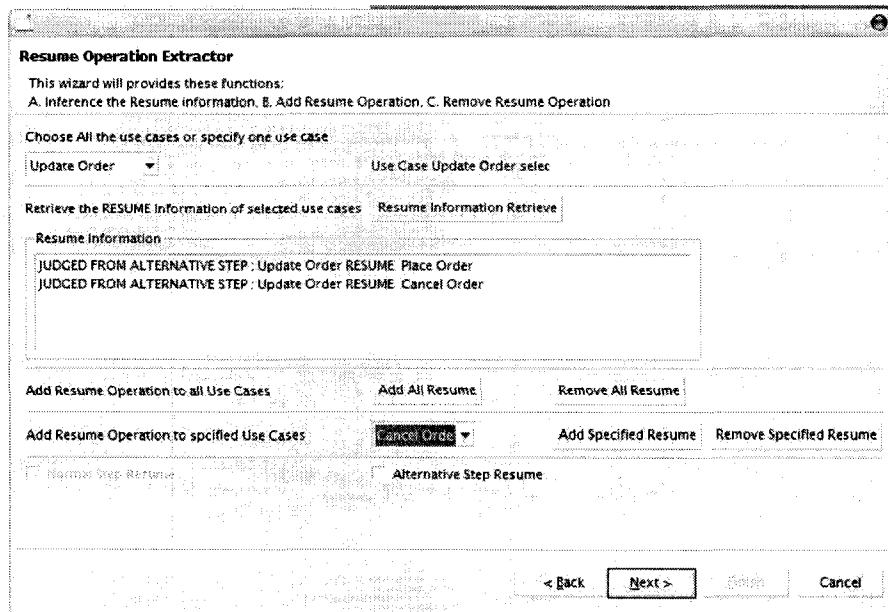 Resume Operation Extractor
This wizard will provides these functions:
A. Inference the Resume information, B. Add Resume Operation, C. Remove Resume Operation
Choose All the use cases or specify one use case
Update Order Use Case Update Order selec
Retrieve the RESUME Information of selected use cases Resume Information Retrieve
Resume Information
JUDGED FROM ALTERNATIVE STEP ; Update Order RESUME Place Order
JUDGED FROM ALTERNATIVE STEP ; Update Order RESUME Cancel Order
Add Resume Operation to all Use Cases Add All Resume Remove All Resume
Add Resume Operation to spcified Use Cases Cancel Orde Add Specified Resume Remove Specified Resume
Normal Step Resume Alternative Step Resume
< Back Next > Finish Cancel